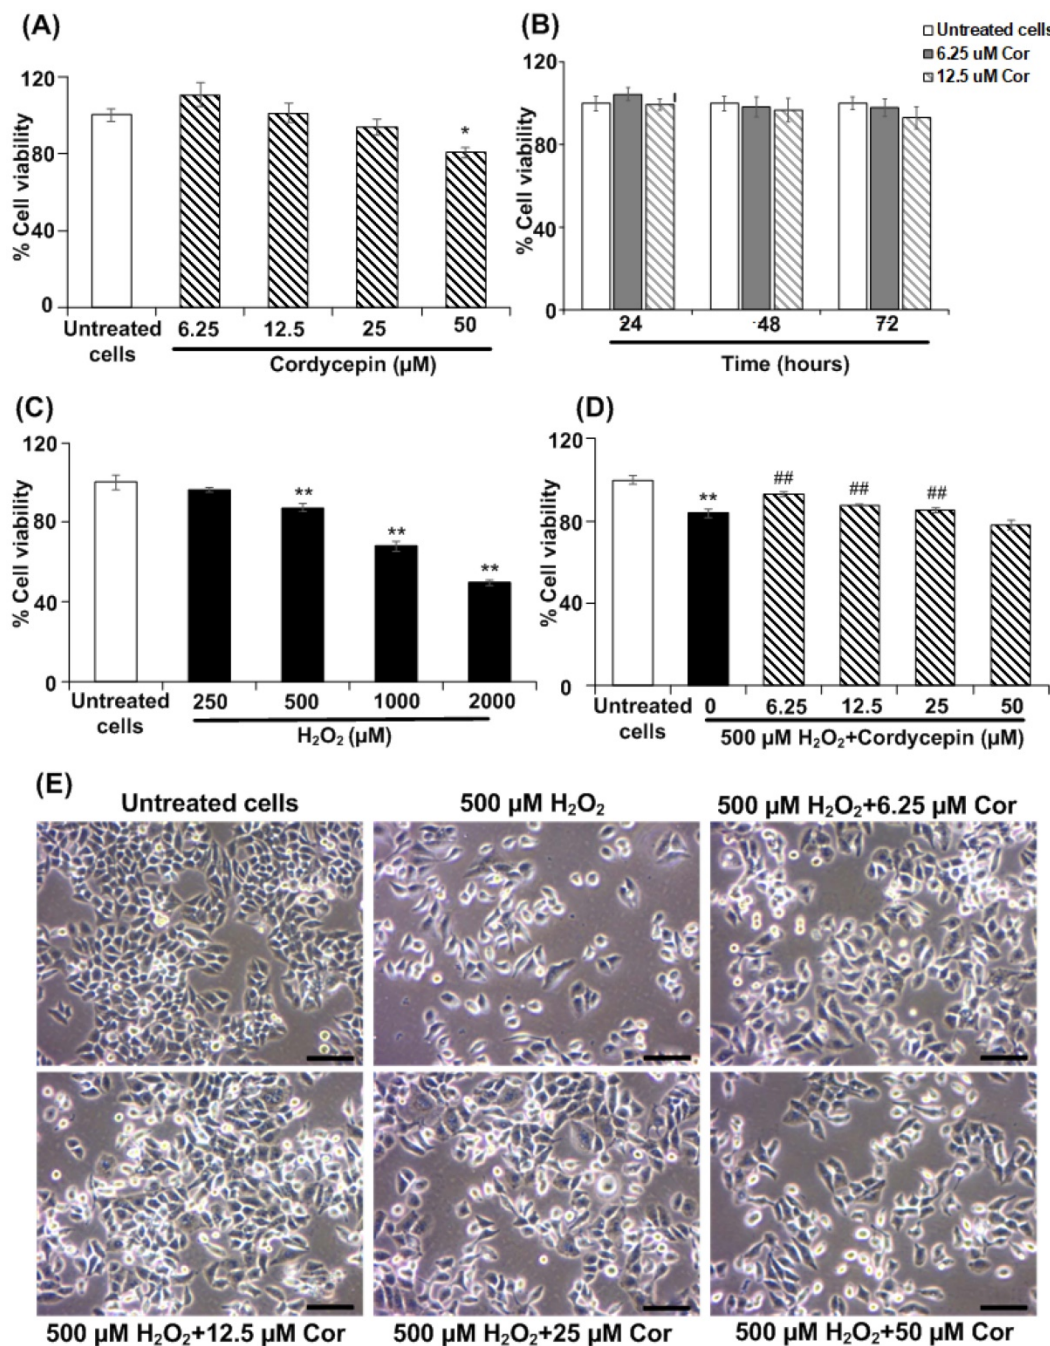 (A)
120
80
40
0
% Cell viability
*
Untreated cells
6.25 12.5 25 50
Cordycepin (µM)
(B)
Untreated cells
6.25 uM Cor
12.5 uM Cor
120
80
40
0
% Cell viability
24 48 72
Time (hours)
(C)
120
80
40
0
% Cell viability
**
**
**
Untreated
cells
250 500 1000 2000
H₂O₂ (µM)
(D)
120
80
40
0
% Cell viability
**
## ## ##
Untreated
cells
0 6.25 12.5 25 50
500 µM H₂O₂+Cordycepin (µM)
(E)
Untreated cells
500 µM H₂O₂
500 µM H₂O₂+6.25 µM Cor
500 µM H₂O₂+12.5 µM Cor
500 µM H₂O₂+25 µM Cor
500 µM H₂O₂+50 µM Cor